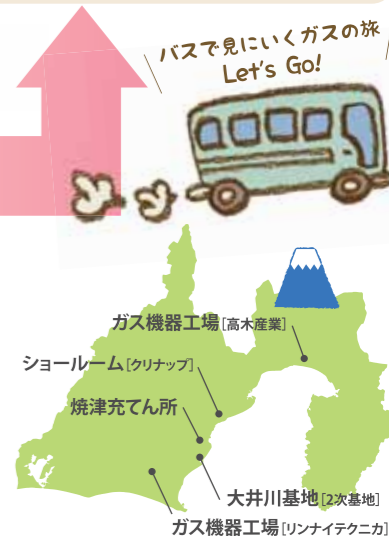 バスで見にいくガスの旅
Let's Go!
ガス機器工場[高木産業]
ショールーム[クリナップ]
焼津充てん所
大井川基地[2次基地]
ガス機器工場[リンナイテクニカ]